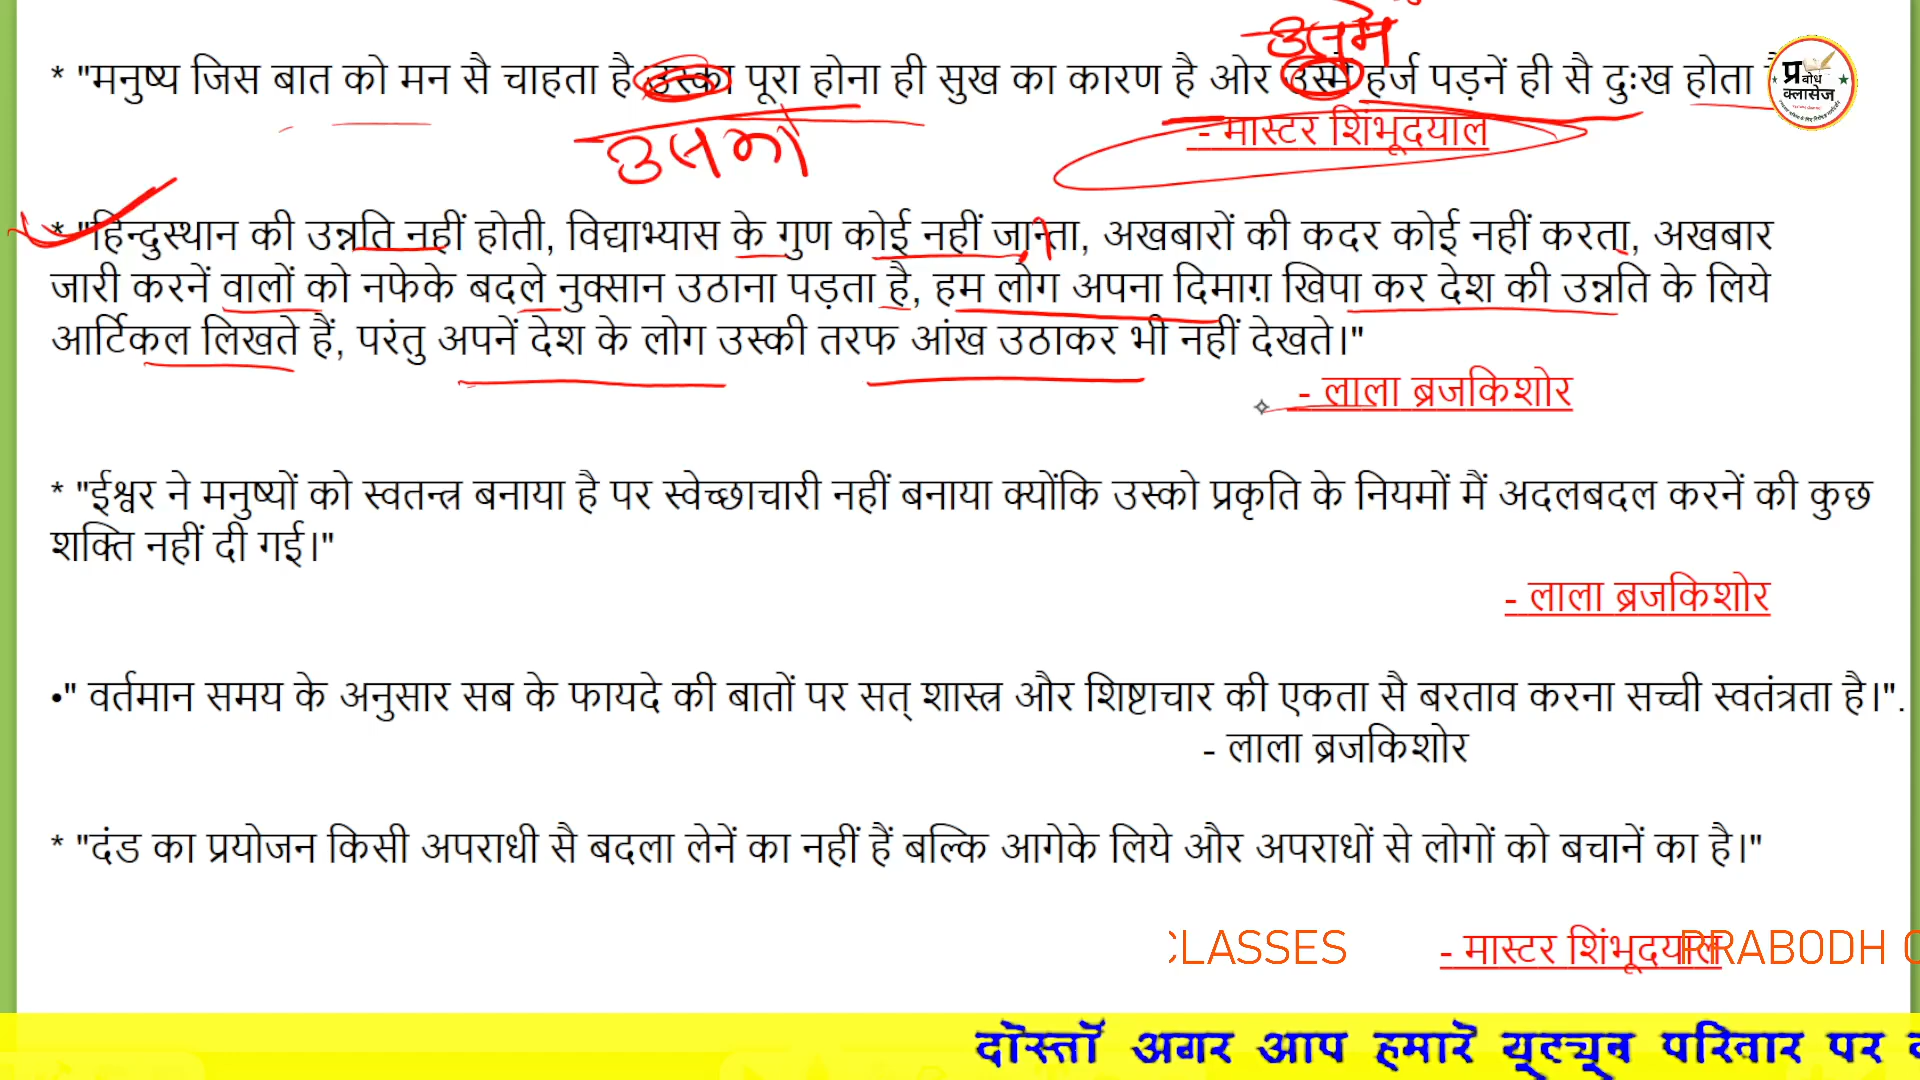 उसमे
* "मनुष्य जिस बात को मन सै चाहता है उस्का पूरा होना ही सुख का कारण है ओर उस्मै हर्ज पड़नें ही सै दुःख होता
प्रबोध क्लासेज
- मास्टर शिंभूदयाल
उसका
* "हिन्दुस्थान की उन्नति नहीं होती, विद्याभ्यास के गुण कोई नहीं जान्ता, अखबारों की कदर कोई नहीं करता, अखबार
जारी करनें वालों को नफेके बदले नुक्सान उठाना पड़ता है, हम लोग अपना दिमाग़ खिपा कर देश की उन्नति के लिये
आर्टिकल लिखते हैं, परंतु अपनें देश के लोग उस्की तरफ आंख उठाकर भी नहीं देखते।"
- लाला ब्रजकिशोर
* "ईश्वर ने मनुष्यों को स्वतन्त्र बनाया है पर स्वेच्छाचारी नहीं बनाया क्योंकि उस्को प्रकृति के नियमों मैं अदलबदल करनें की कुछ
शक्ति नहीं दी गई।"
- लाला ब्रजकिशोर
•" वर्तमान समय के अनुसार सब के फायदे की बातों पर सत् शास्त्र और शिष्टाचार की एकता सै बरताव करना सच्ची स्वतंत्रता है।".
- लाला ब्रजकिशोर
* "दंड का प्रयोजन किसी अपराधी सै बदला लेनें का नहीं हैं बल्कि आगेके लिये और अपराधों से लोगों को बचानें का है।"
CLASSES - मास्टर शिंभूदयाल PRABODH C
दोस्तों अगर आप हमारे यूट्यूब परिवार पर